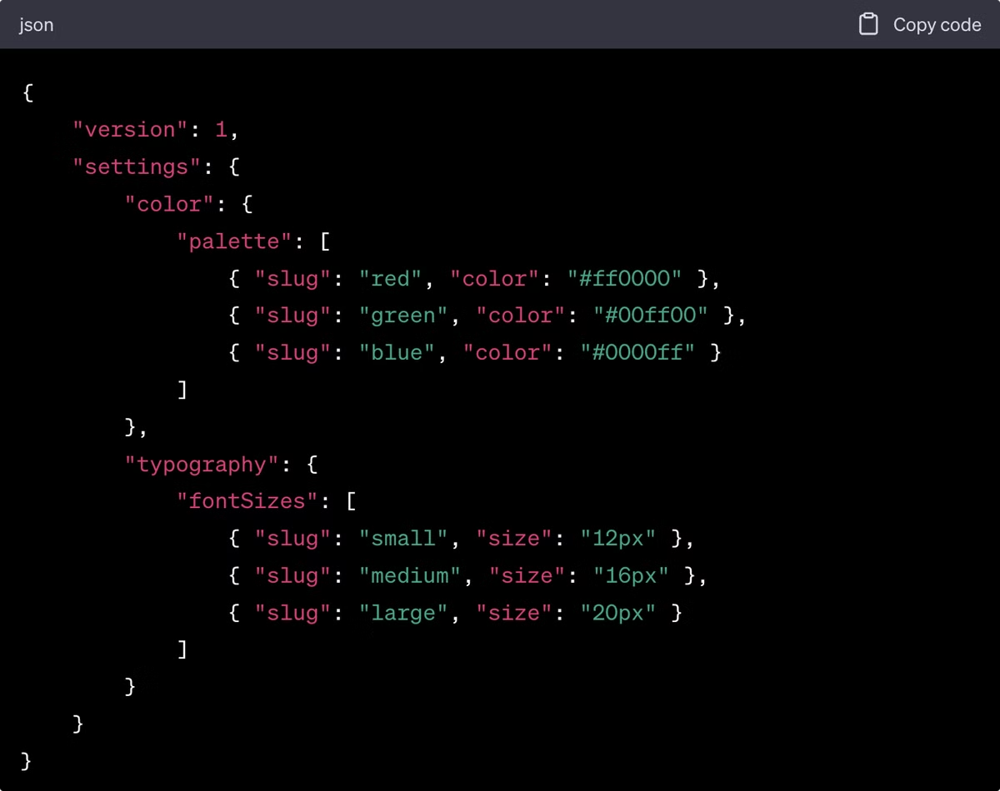 json
Copy code
{
    "version": 1,
    "settings": {
        "color": {
            "palette": [
                { "slug": "red", "color": "#ff0000" },
                { "slug": "green", "color": "#00ff00" },
                { "slug": "blue", "color": "#0000ff" }
            ]
        },
        "typography": {
            "fontSizes": [
                { "slug": "small", "size": "12px" },
                { "slug": "medium", "size": "16px" },
                { "slug": "large", "size": "20px" }
            ]
        }
    }
}